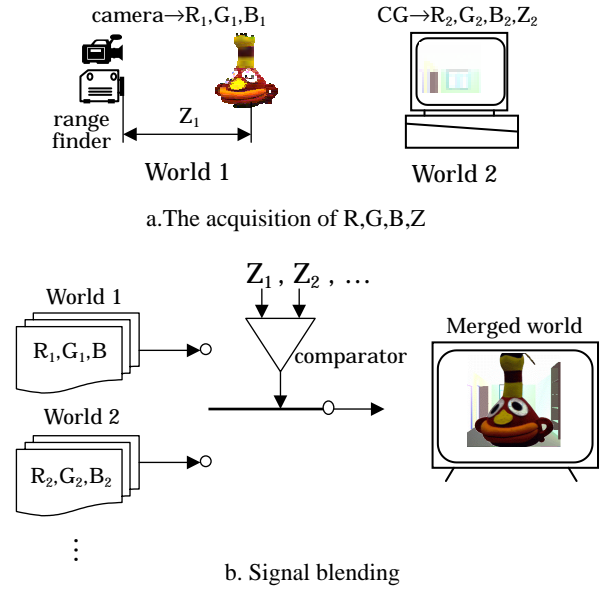 camera→R₁,G₁,B₁
CG→R₂,G₂,B₂,Z₂
range
finder
Z₁
World 1
World 2
a.The acquisition of R,G,B,Z
Z₁ , Z₂ , …
World 1
R₁,G₁,B
comparator
Merged world
World 2
R₂,G₂,B₂
⋮
b. Signal blending